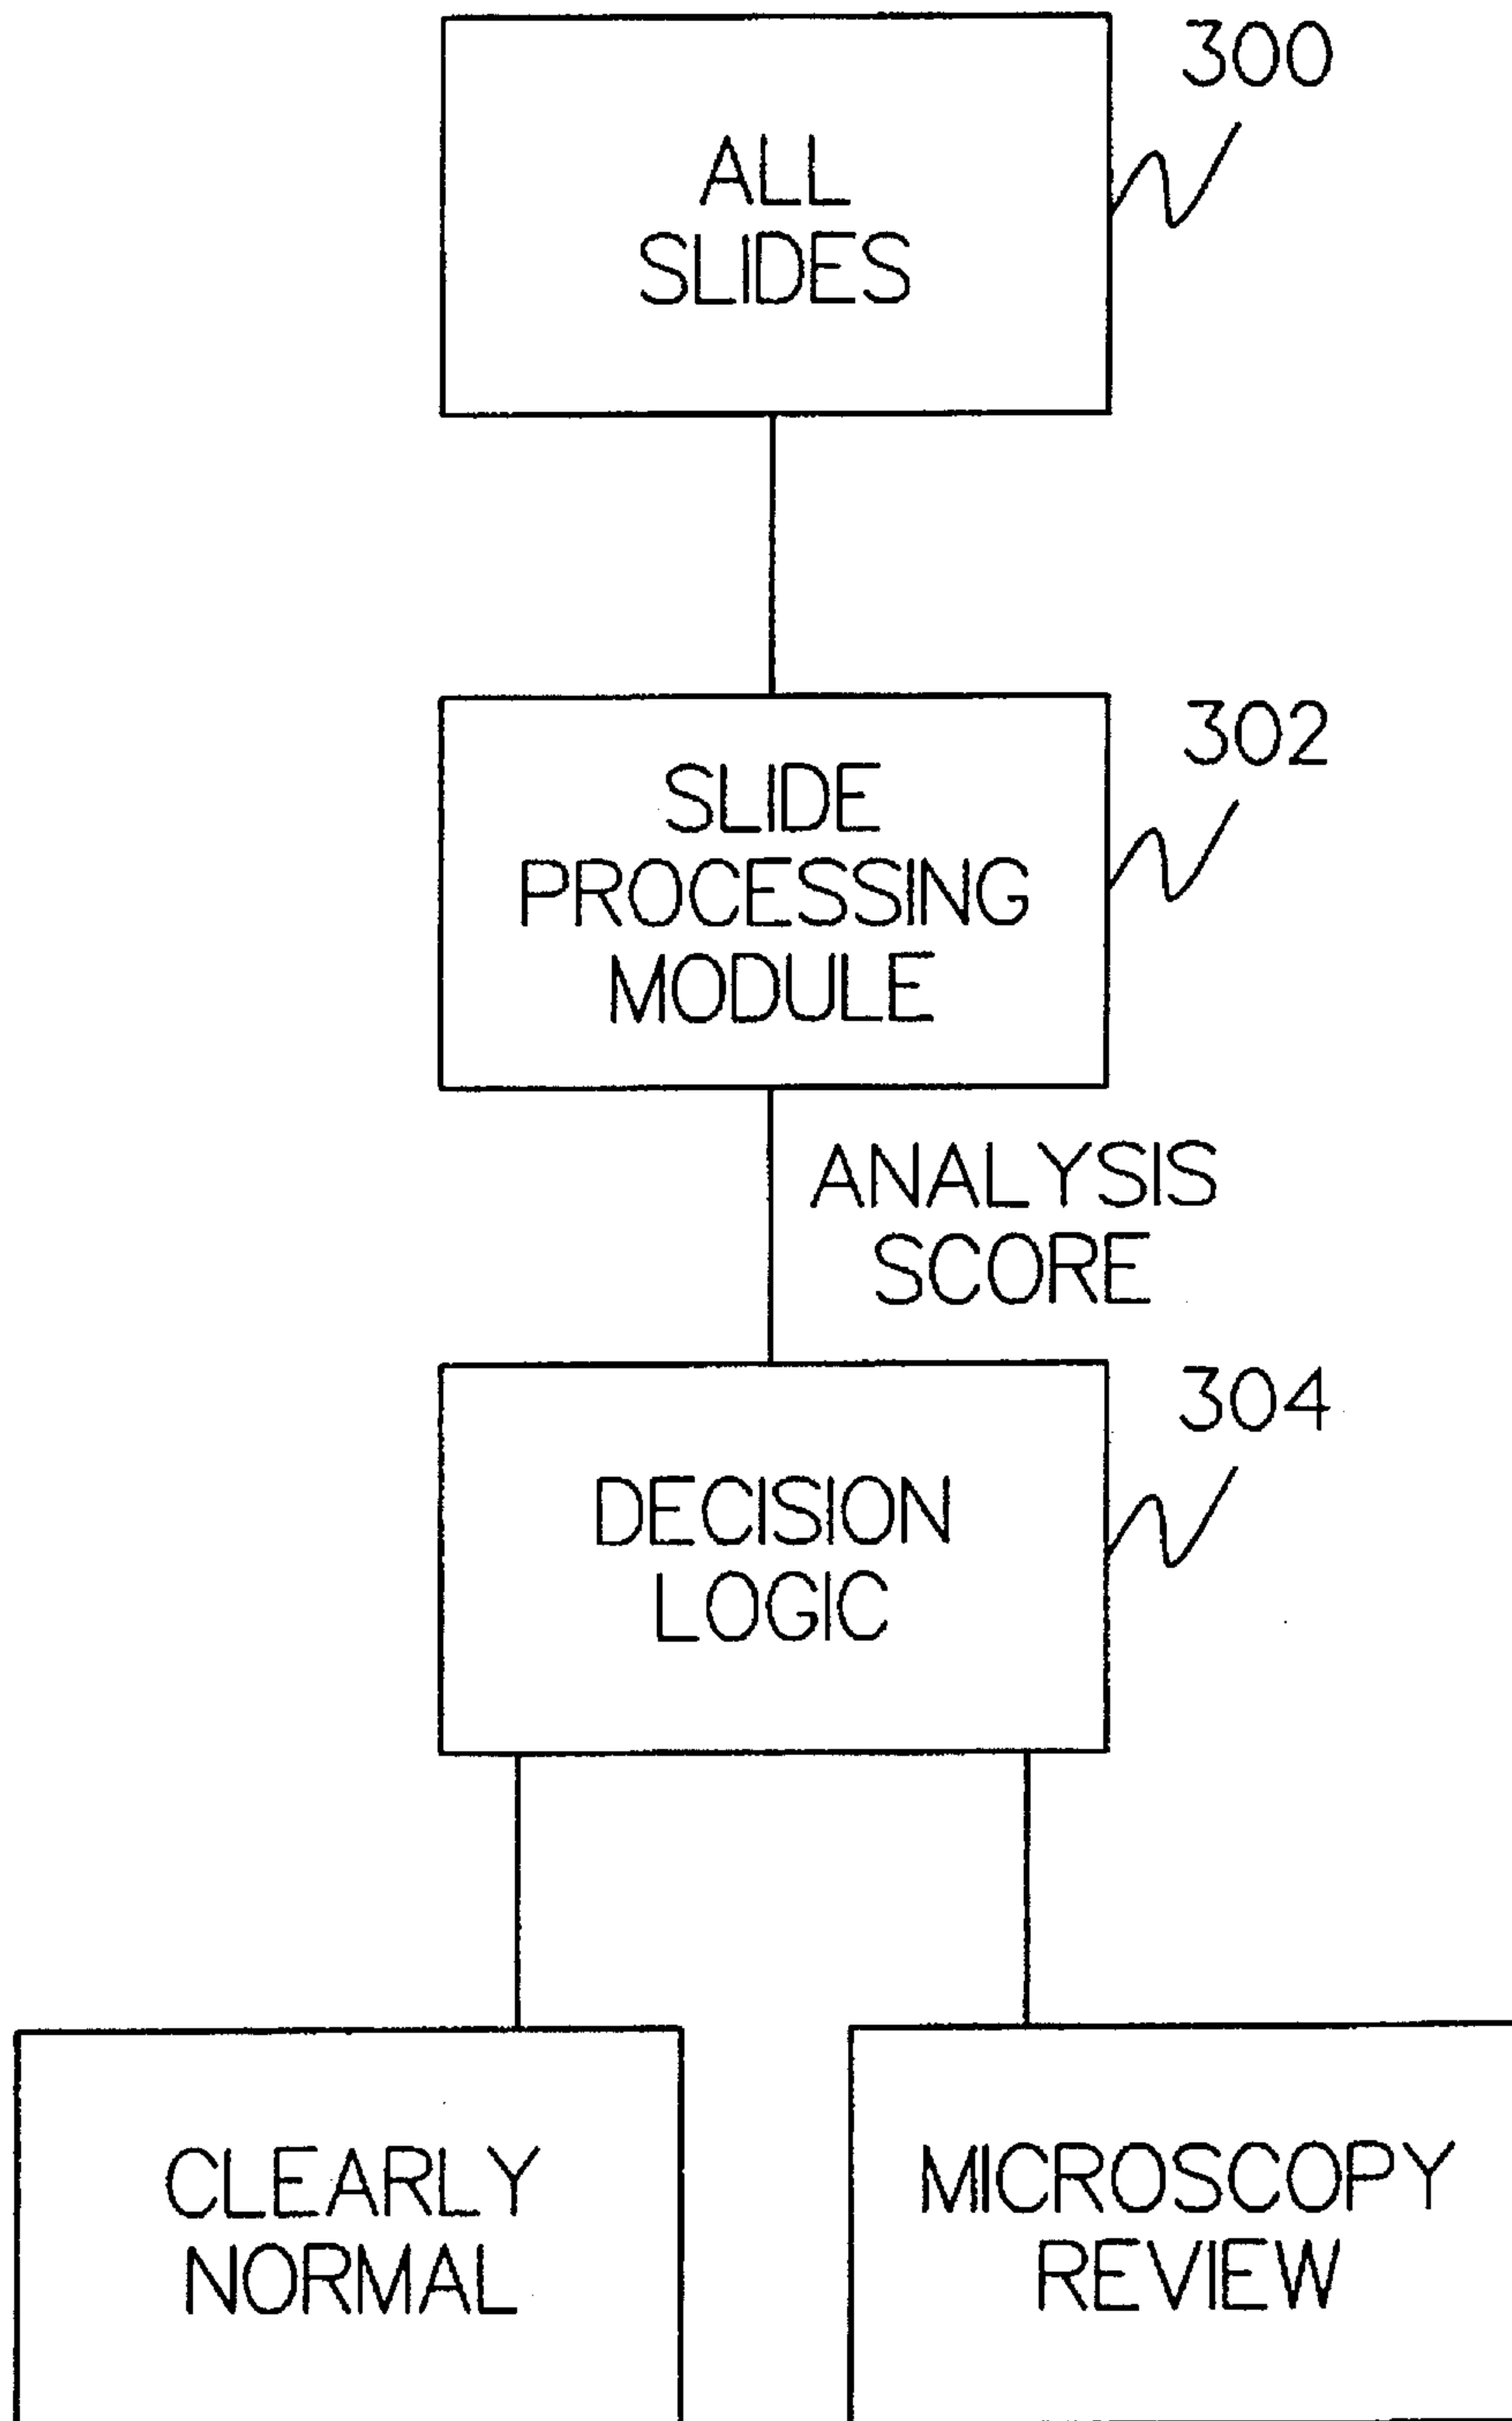 300
ALL
SLIDES
302
SLIDE
PROCESSING
MODULE
ANALYSIS
SCORE
304
DECISION
LOGIC
CLEARLY
NORMAL
MICROSCOPY
REVIEW